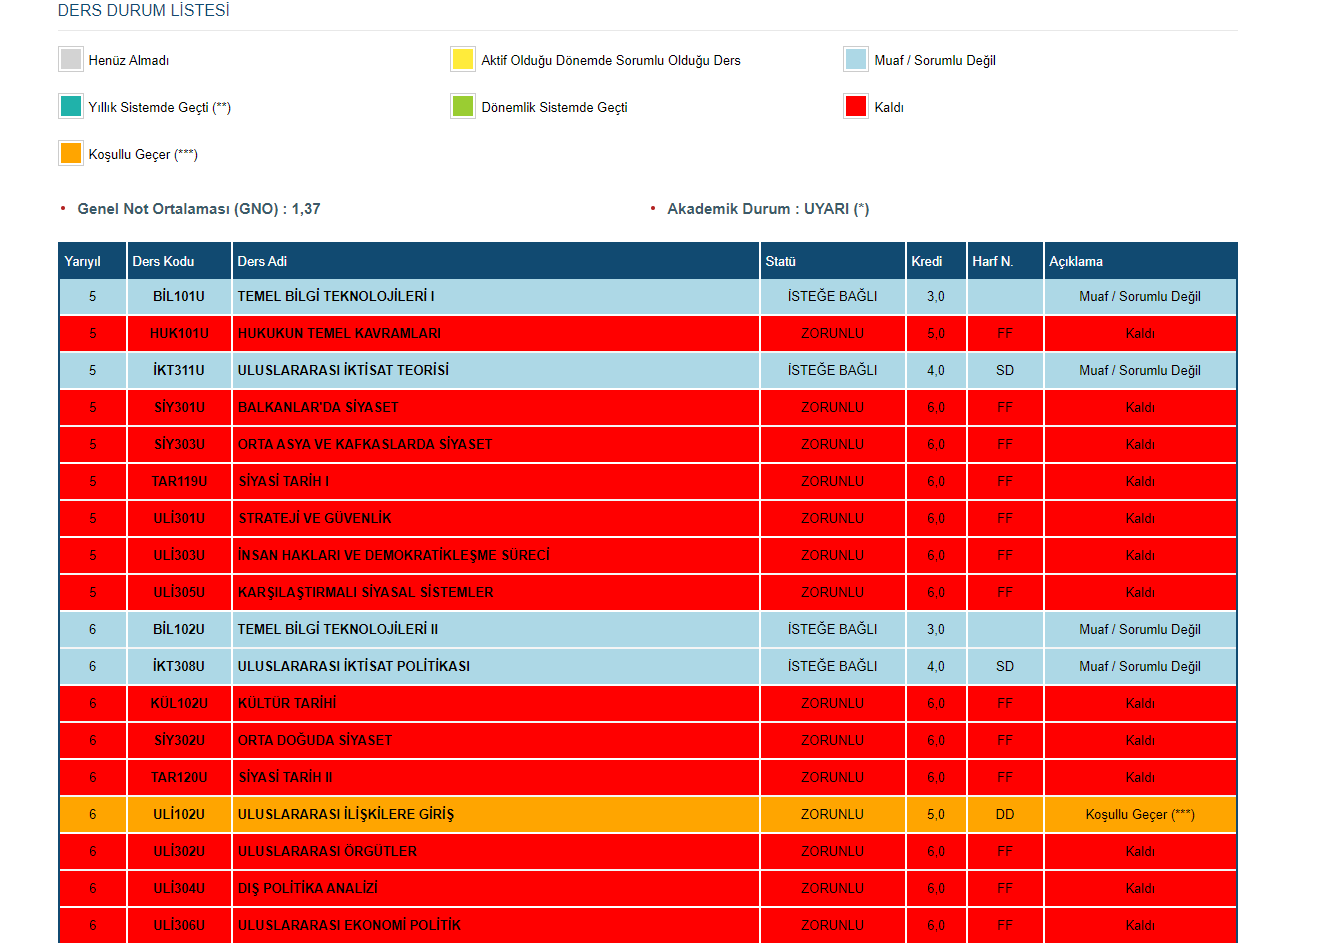 DERS DURUM LİSTESİ
Henüz Almadı
Aktif Olduğu Dönemde Sorumlu Olduğu Ders
Muaf / Sorumlu Değil
Yıllık Sistemde Geçti (**)
Dönemlik Sistemde Geçti
Kaldı
Koşullu Geçer (***)
• Genel Not Ortalaması (GNO) : 1,37
• Akademik Durum : UYARI (*)
Yarıyıl Ders Kodu Ders Adi Statü Kredi Harf N. Açıklama
5 BİL101U TEMEL BİLGİ TEKNOLOJİLERİ I İSTEĞE BAĞLI 3,0 Muaf / Sorumlu Değil
5 HUK101U HUKUKUN TEMEL KAVRAMLARI ZORUNLU 5,0 FF Kaldı
5 İKT311U ULUSLARARASI İKTİSAT TEORİSİ İSTEĞE BAĞLI 4,0 SD Muaf / Sorumlu Değil
5 SİY301U BALKANLAR'DA SİYASET ZORUNLU 6,0 FF Kaldı
5 SİY303U ORTA ASYA VE KAFKASLARDA SİYASET ZORUNLU 6,0 FF Kaldı
5 TAR119U SİYASİ TARİH I ZORUNLU 6,0 FF Kaldı
5 ULİ301U STRATEJİ VE GÜVENLİK ZORUNLU 6,0 FF Kaldı
5 ULİ303U İNSAN HAKLARI VE DEMOKRATİKLEŞME SÜRECİ ZORUNLU 6,0 FF Kaldı
5 ULİ305U KARŞILAŞTIRMALI SİYASAL SİSTEMLER ZORUNLU 6,0 FF Kaldı
6 BİL102U TEMEL BİLGİ TEKNOLOJİLERİ II İSTEĞE BAĞLI 3,0 Muaf / Sorumlu Değil
6 İKT308U ULUSLARARASI İKTİSAT POLİTİKASI İSTEĞE BAĞLI 4,0 SD Muaf / Sorumlu Değil
6 KÜL102U KÜLTÜR TARİHİ ZORUNLU 6,0 FF Kaldı
6 SİY302U ORTA DOĞUDA SİYASET ZORUNLU 6,0 FF Kaldı
6 TAR120U SİYASİ TARİH II ZORUNLU 6,0 FF Kaldı
6 ULİ102U ULUSLARARASI İLİŞKİLERE GİRİŞ ZORUNLU 5,0 DD Koşullu Geçer (***)
6 ULİ302U ULUSLARARASI ÖRGÜTLER ZORUNLU 6,0 FF Kaldı
6 ULİ304U DIŞ POLİTİKA ANALİZİ ZORUNLU 6,0 FF Kaldı
6 ULİ306U ULUSLARARASI EKONOMİ POLİTİK ZORUNLU 6,0 FF Kaldı